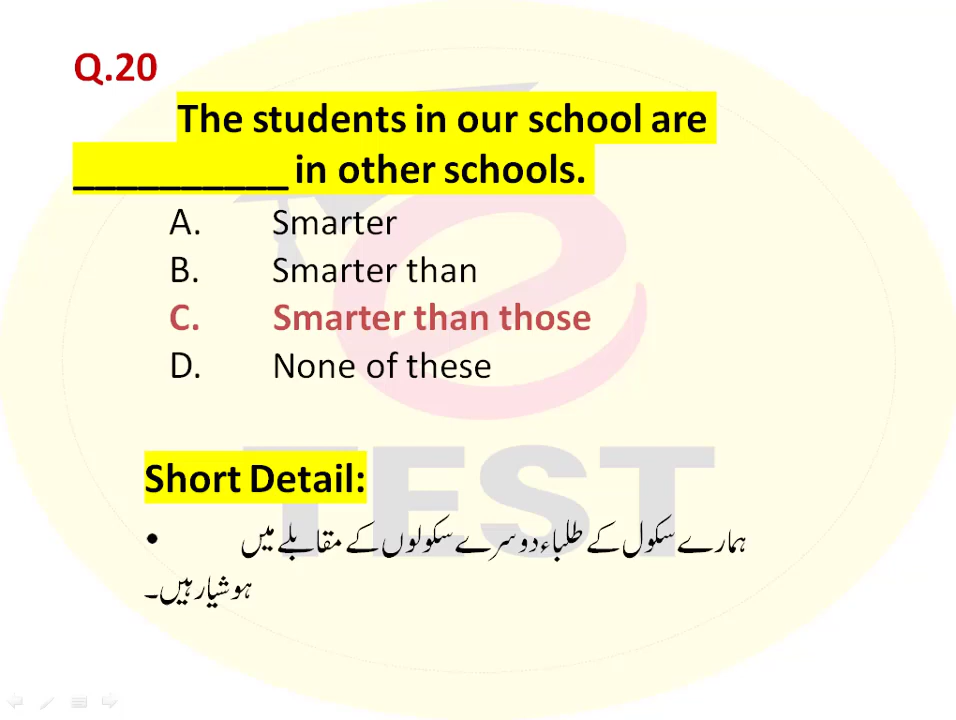 Q.20
The students in our school are
__________ in other schools.
A. Smarter
B. Smarter than
C. Smarter than those
D. None of these
Short Detail:
• ہمارے سکول کے طلباء دوسرے سکولوں کے مقابلے میں
ہوشیار ہیں۔
e
TEST